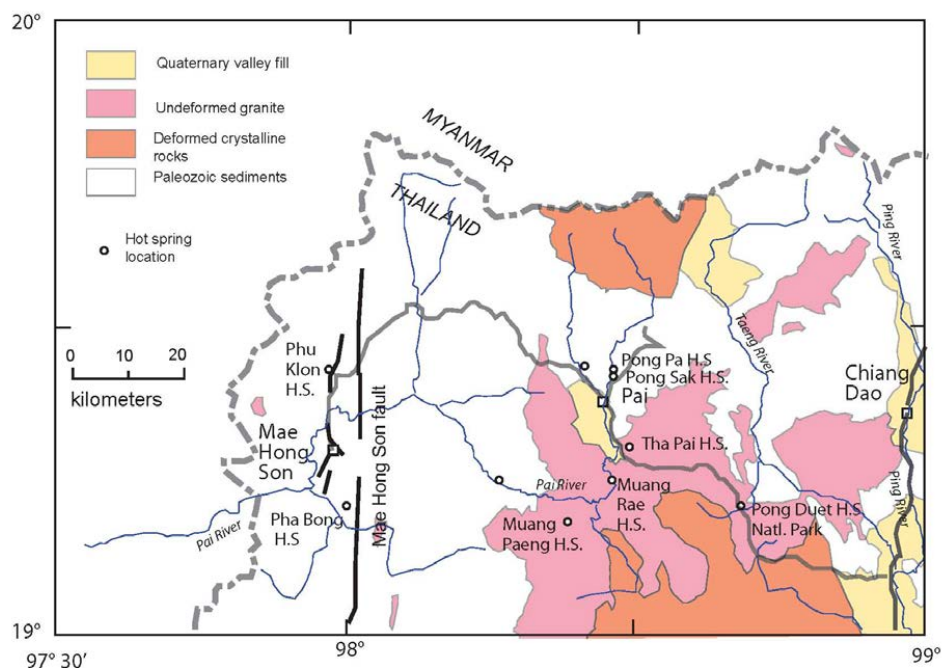 20°
Quaternary valley fill
Undeformed granite
Deformed crystalline
rocks
Paleozoic sediments
Hot spring
location
0 10 20
kilometers
MYANMAR
THAILAND
Ping River
Taeng River
Phu
Klon
H.S.
Pong Pa H.S
Pong Sak H.S.
Pai
Chiang
Dao
Mae
Hong
Son
Mae Hong Son fault
Tha Pai H.S.
Pai River
Muang
Rae
H.S.
Ping River
Pai River
Pha Bong
H.S
Muang
Paeng H.S.
Pong Duet H.S
Natl. Park
19°
97° 30′
98°
99°